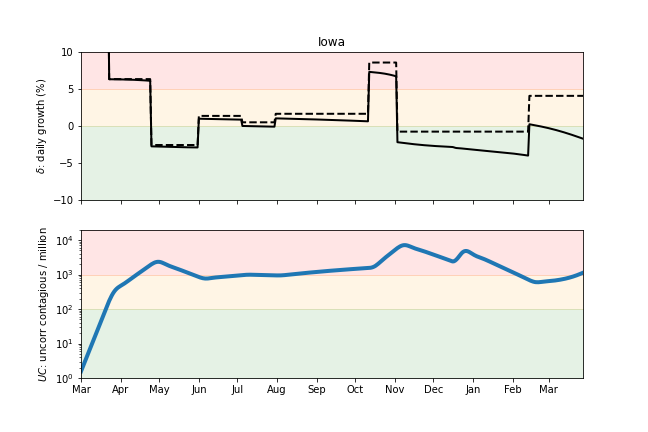 Iowa
δ: daily growth (%)
10
5
0
−5
−10
UC: uncorr contagious / million
10⁴
10³
10²
10¹
10⁰
Mar Apr May Jun Jul Aug Sep Oct Nov Dec Jan Feb Mar